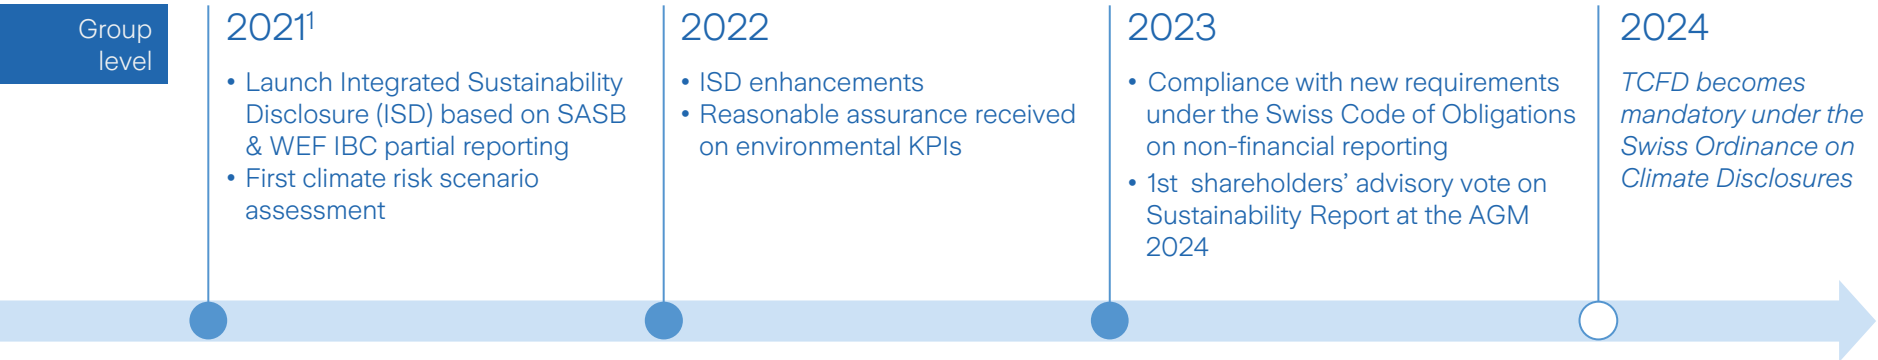 Group
level
2021¹
• Launch Integrated Sustainability
Disclosure (ISD) based on SASB
& WEF IBC partial reporting
• First climate risk scenario
assessment
2022
• ISD enhancements
• Reasonable assurance received
on environmental KPIs
2023
• Compliance with new requirements
under the Swiss Code of Obligations
on non-financial reporting
• 1st shareholders’ advisory vote on
Sustainability Report at the AGM
2024
2024
TCFD becomes
mandatory under the
Swiss Ordinance on
Climate Disclosures